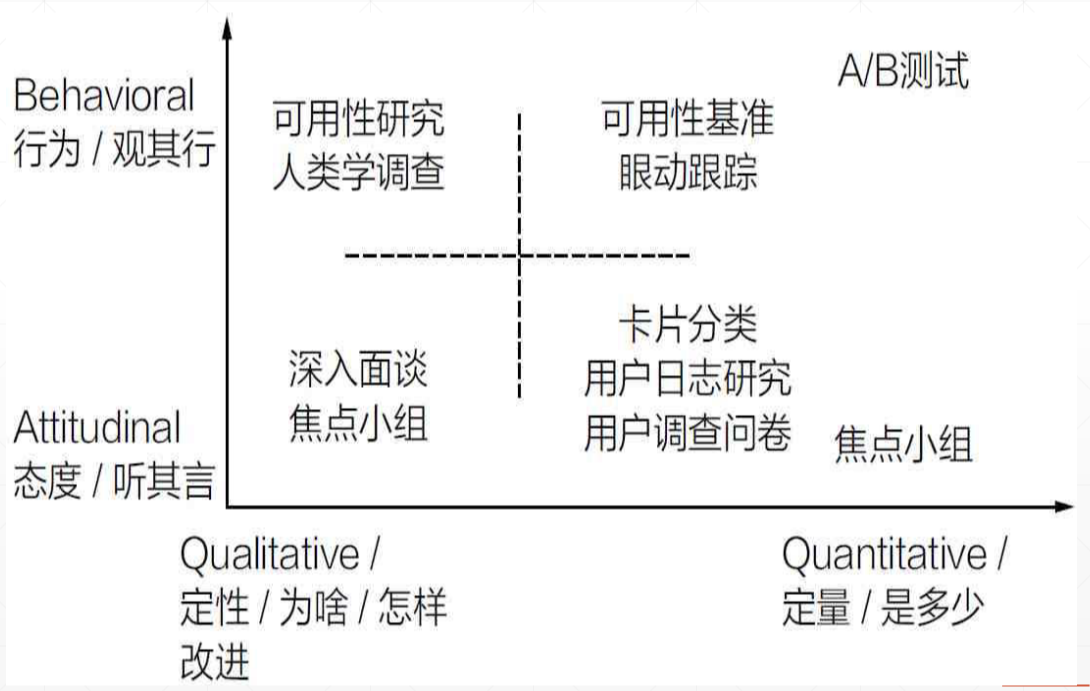 A/B测试
Behavioral
行为 / 观其行
可用性研究
人类学调查
可用性基准
眼动跟踪
卡片分类
用户日志研究
用户调查问卷
深入面谈
焦点小组
焦点小组
Attitudinal
态度 / 听其言
Qualitative /
定性 / 为啥 / 怎样
改进
Quantitative /
定量 / 是多少